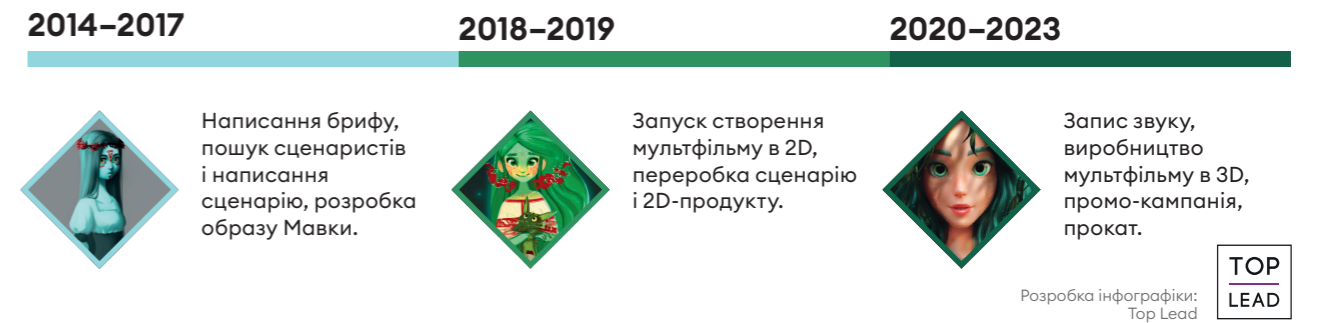 2014–2017
Написання брифу,
пошук сценаристів
і написання
сценарію, розробка
образу Мавки.
2018–2019
Запуск створення
мультфільму в 2D,
переробка сценарію
і 2D-продукту.
2020–2023
Запис звуку,
виробництво
мультфільму в 3D,
промо-кампанія,
прокат.
Розробка інфографіки:
Top Lead
TOP
LEAD